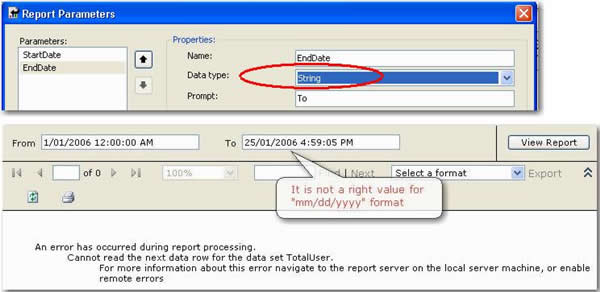 Report Parameters
Parameters:
StartDate
EndDate
Properties:
Name: EndDate
Data type: String
Prompt: To
From 1/01/2006 12:00:00 AM To 25/01/2006 4:59:05 PM View Report
of 0 100% Find | Next Select a format Export
It is not a right value for
"mm/dd/yyyy" format
An error has occurred during report processing.
Cannot read the next data row for the data set TotalUser.
For more information about this error navigate to the report server on the local server machine, or enable
remote errors